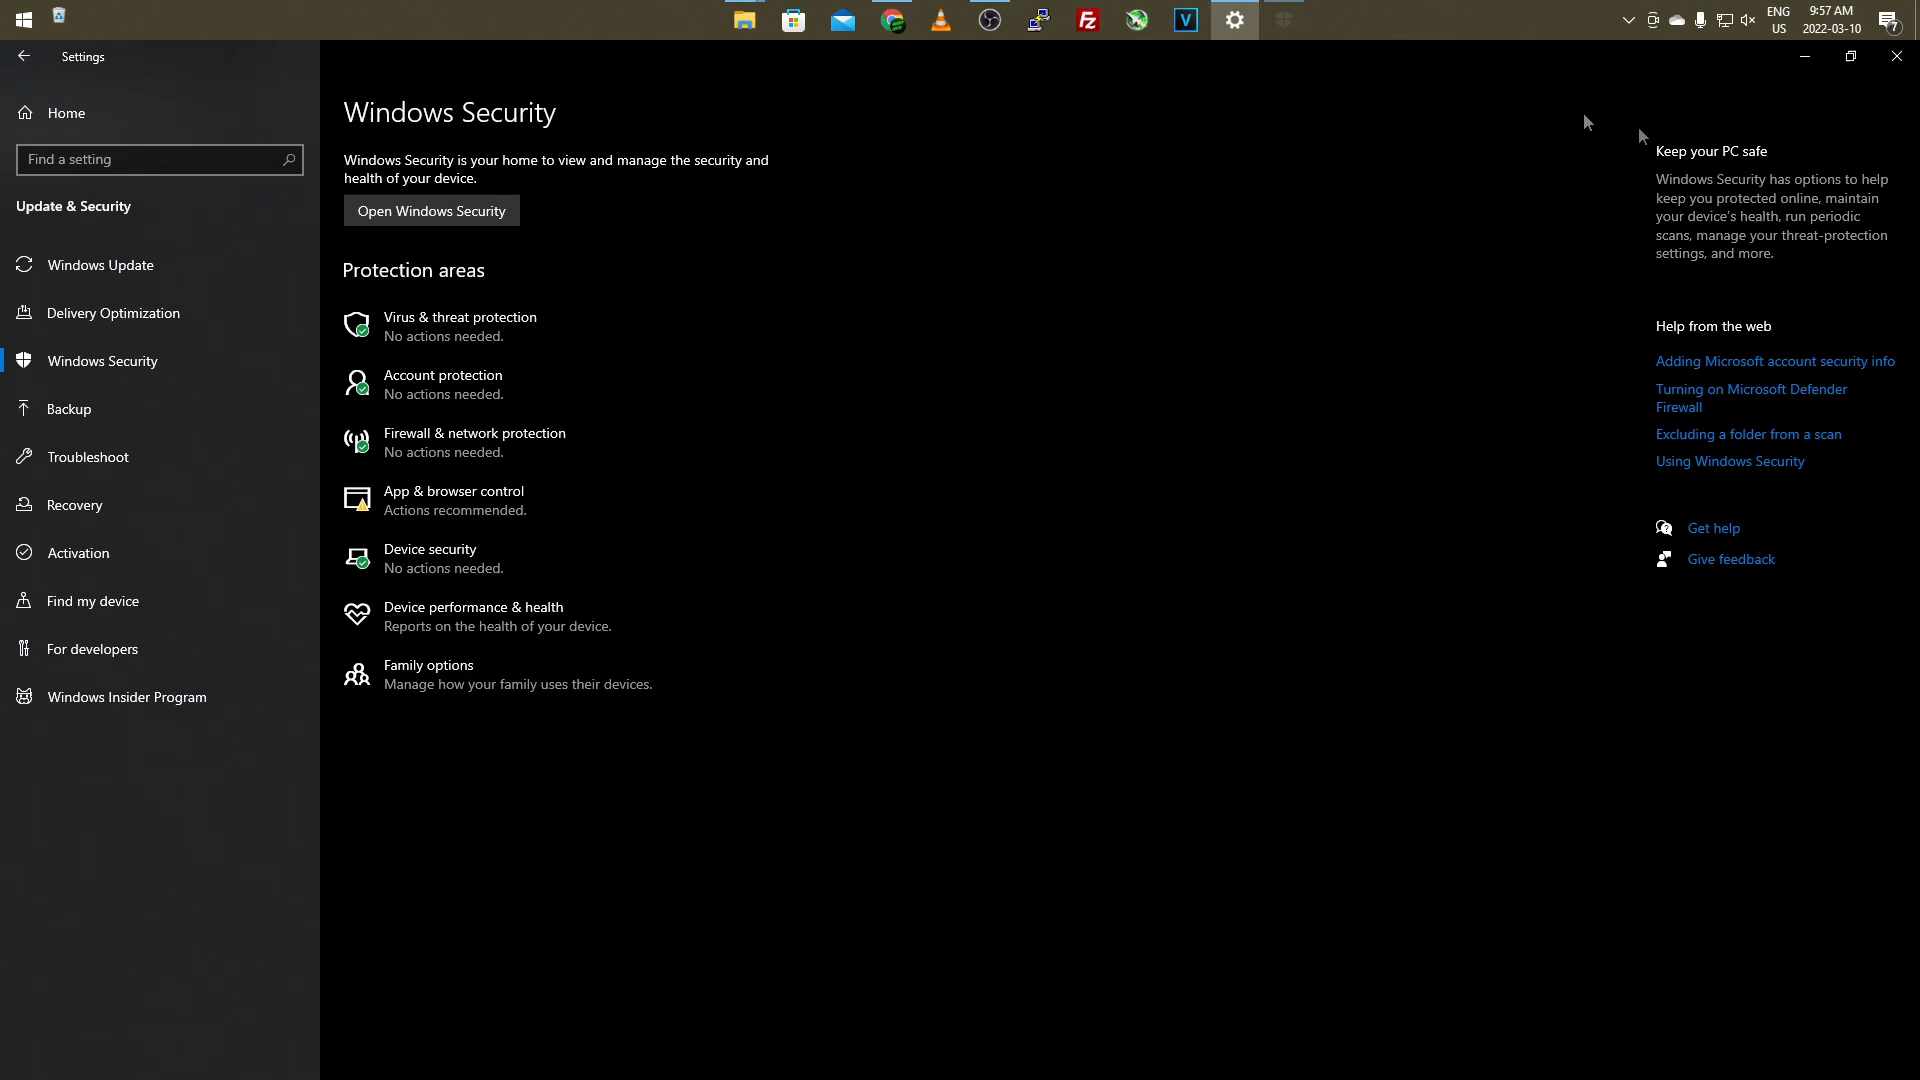 ENG
US
9:57 AM
2022-03-10
7
Fz
V
Settings
Home
Find a setting
Update & Security
Windows Update
Delivery Optimization
Windows Security
Backup
Troubleshoot
Recovery
Activation
Find my device
For developers
Windows Insider Program
Windows Security
Windows Security is your home to view and manage the security and
health of your device.
Open Windows Security
Protection areas
Virus & threat protection
No actions needed.
Account protection
No actions needed.
Firewall & network protection
No actions needed.
App & browser control
Actions recommended.
Device security
No actions needed.
Device performance & health
Reports on the health of your device.
Family options
Manage how your family uses their devices.
Keep your PC safe
Windows Security has options to help
keep you protected online, maintain
your device's health, run periodic
scans, manage your threat-protection
settings, and more.
Help from the web
Adding Microsoft account security info
Turning on Microsoft Defender
Firewall
Excluding a folder from a scan
Using Windows Security
Get help
Give feedback